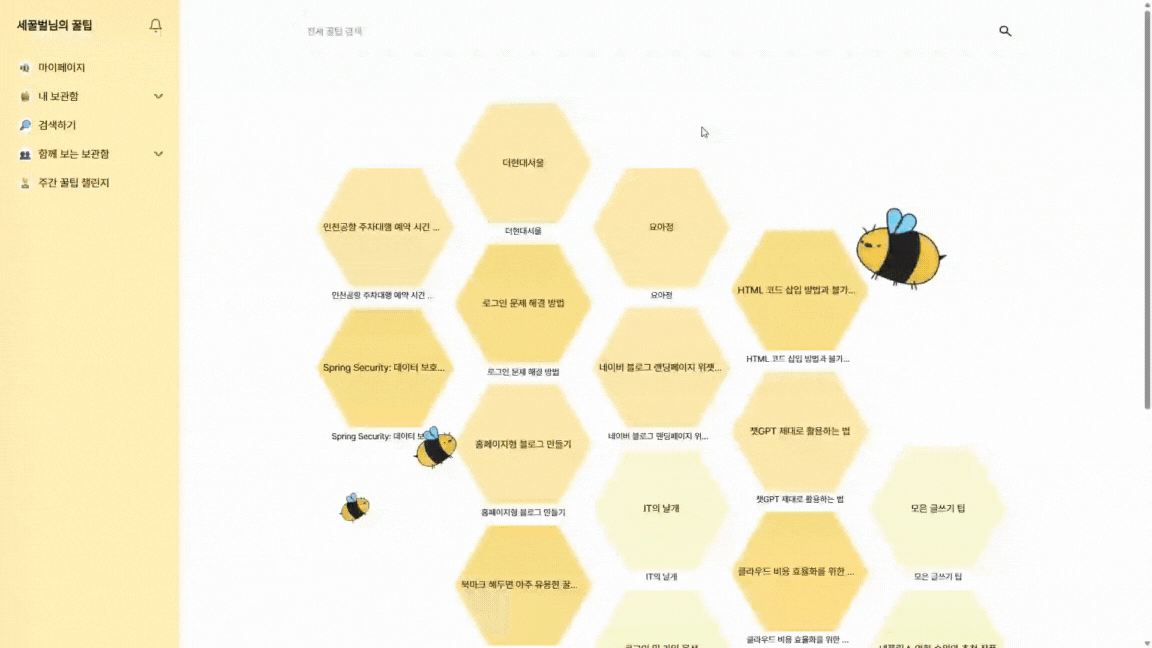 세꿀벌님의 꿀팁
마이페이지
내 보관함
검색하기
함께 보는 보관함
주간 꿀팁 챌린지
전체 꿀팁 검색
더현대서울
더현대서울
인천공항 주차대행 예약 시간 ...
인천공항 주차대행 예약 시간 ...
요아정
요아정
HTML 코드 삽입 방법과 불가...
HTML 코드 삽입 방법과 불가...
로그인 문제 해결 방법
로그인 문제 해결 방법
Spring Security: 데이터 보호...
Spring Security: 데이터 보
네이버 블로그 랜딩페이지 위젯...
네이버 블로그 랜딩페이지 위...
챗GPT 제대로 활용하는 법
챗GPT 제대로 활용하는 법
홈페이지형 블로그 만들기
홈페이지형 블로그 만들기
IT의 날개
IT의 날개
모은 글쓰기 팁
모은 글쓰기 팁
북마크 해두면 아주 유용한 꿀...
클라우드 비용 효율화를 위한 ...
클라우드 비용 효율화를 위한 ...